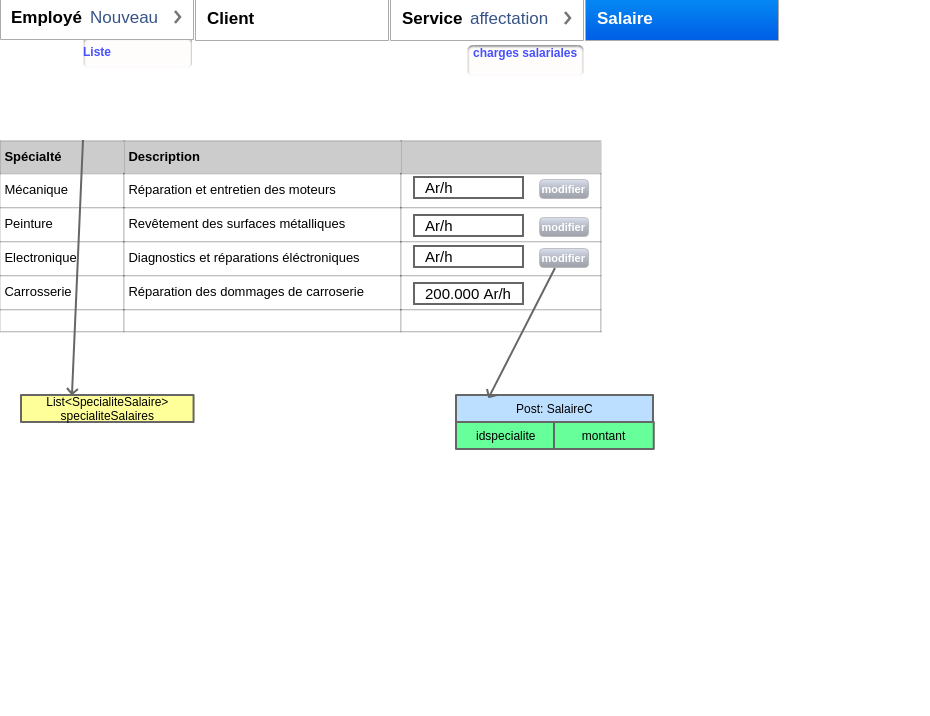 Employé Nouveau Client Service affectation Salaire
Liste charges salariales
Spécialté Description
Mécanique Réparation et entretien des moteurs Ar/h modifier
Peinture Revêtement des surfaces métalliques Ar/h modifier
Electronique Diagnostics et réparations éléctroniques Ar/h modifier
Carrosserie Réparation des dommages de carroserie 200.000 Ar/h
List<SpecialiteSalaire>
specialiteSalaires
Post: SalaireC
idspecialite montant